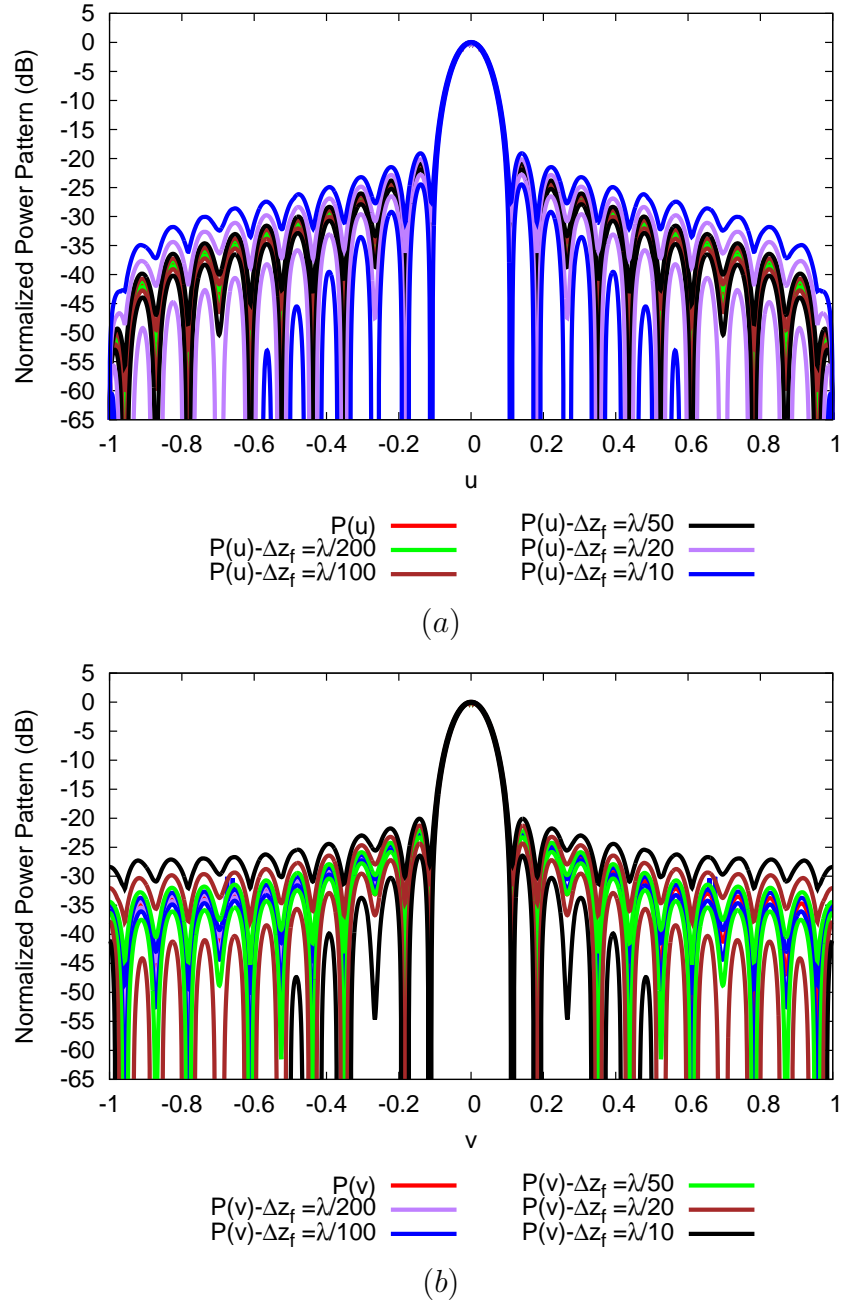 Normalized Power Pattern (dB)
5
0
-5
-10
-15
-20
-25
-30
-35
-40
-45
-50
-55
-60
-65
-1 -0.8 -0.6 -0.4 -0.2 0 0.2 0.4 0.6 0.8 1
u
P(u)
P(u)-Δz_f =λ/200
P(u)-Δz_f =λ/100
P(u)-Δz_f =λ/50
P(u)-Δz_f =λ/20
P(u)-Δz_f =λ/10
(a)
Normalized Power Pattern (dB)
5
0
-5
-10
-15
-20
-25
-30
-35
-40
-45
-50
-55
-60
-65
-1 -0.8 -0.6 -0.4 -0.2 0 0.2 0.4 0.6 0.8 1
v
P(v)
P(v)-Δz_f =λ/200
P(v)-Δz_f =λ/100
P(v)-Δz_f =λ/50
P(v)-Δz_f =λ/20
P(v)-Δz_f =λ/10
(b)